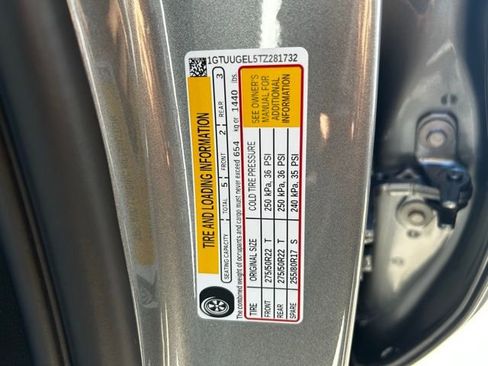 1GTUUGEL5TZ281732
TIRE AND LOADING INFORMATION
SEATING CAPACITY TOTAL 5 FRONT 2 REAR 3
The combined weight of occupants and cargo must never exceed 654 kg or 1440 lbs.
TIRE ORIGINAL SIZE COLD TIRE PRESSURE
FRONT 275/50R22 T 250 kPa, 36 PSI
REAR 275/50R22 T 250 kPa, 36 PSI
SPARE 255/80R17 S 240 kPa, 35 PSI
SEE OWNER'S
MANUAL FOR
ADDITIONAL
INFORMATION